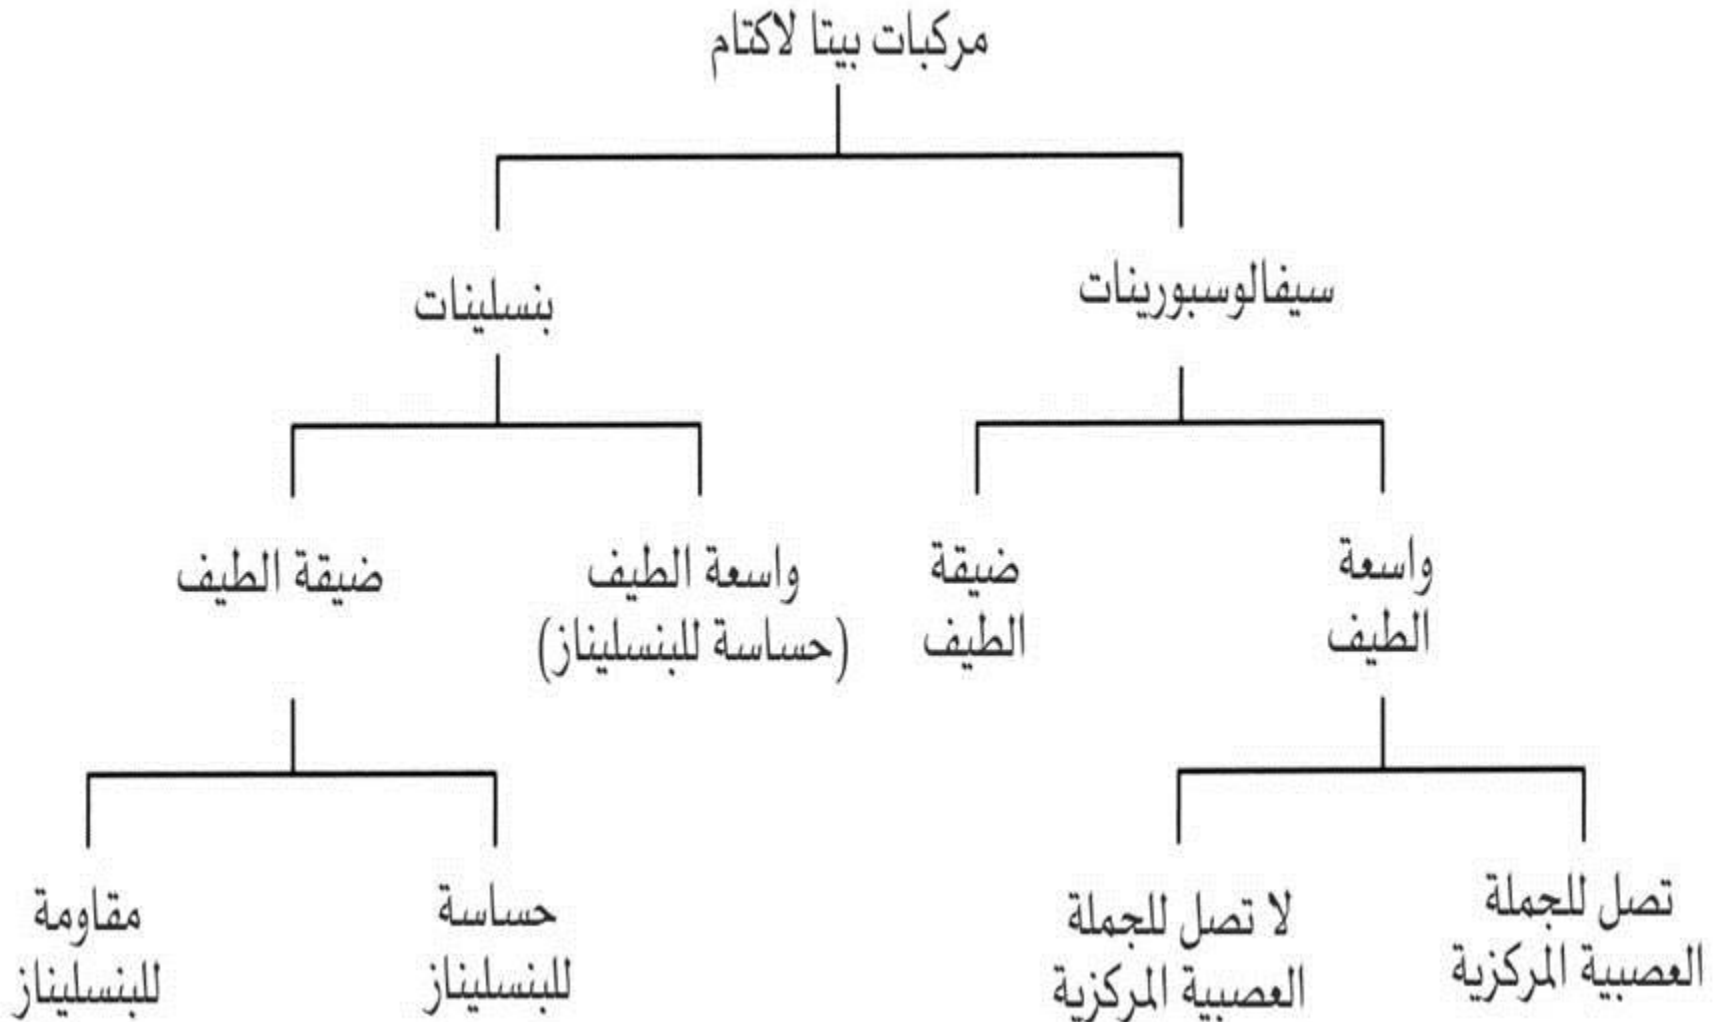 مركبات بيتا لاكتام
سيفالوسبورينات
بنسلينات
واسعة
الطيف
ضيقة
الطيف
واسعة الطيف
(حساسة للبنسليناز)
ضيقة الطيف
تصل للجملة
العصبية المركزية
لا تصل للجملة
العصبية المركزية
حساسة
للبنسليناز
مقاومة
للبنسليناز